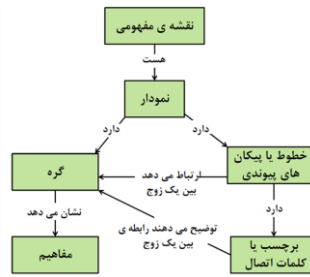 نقشه ی مفهومی
هست
نمودار
دارد
دارد
خطوط یا پیکان
های پیوندی
گره
ارتباط می دهد
بین یک زوج
دارد
نشان می دهد
توضیح می دهند رابطه ی
بین یک زوج
برچسب یا
کلمات اتصال
مفاهیم